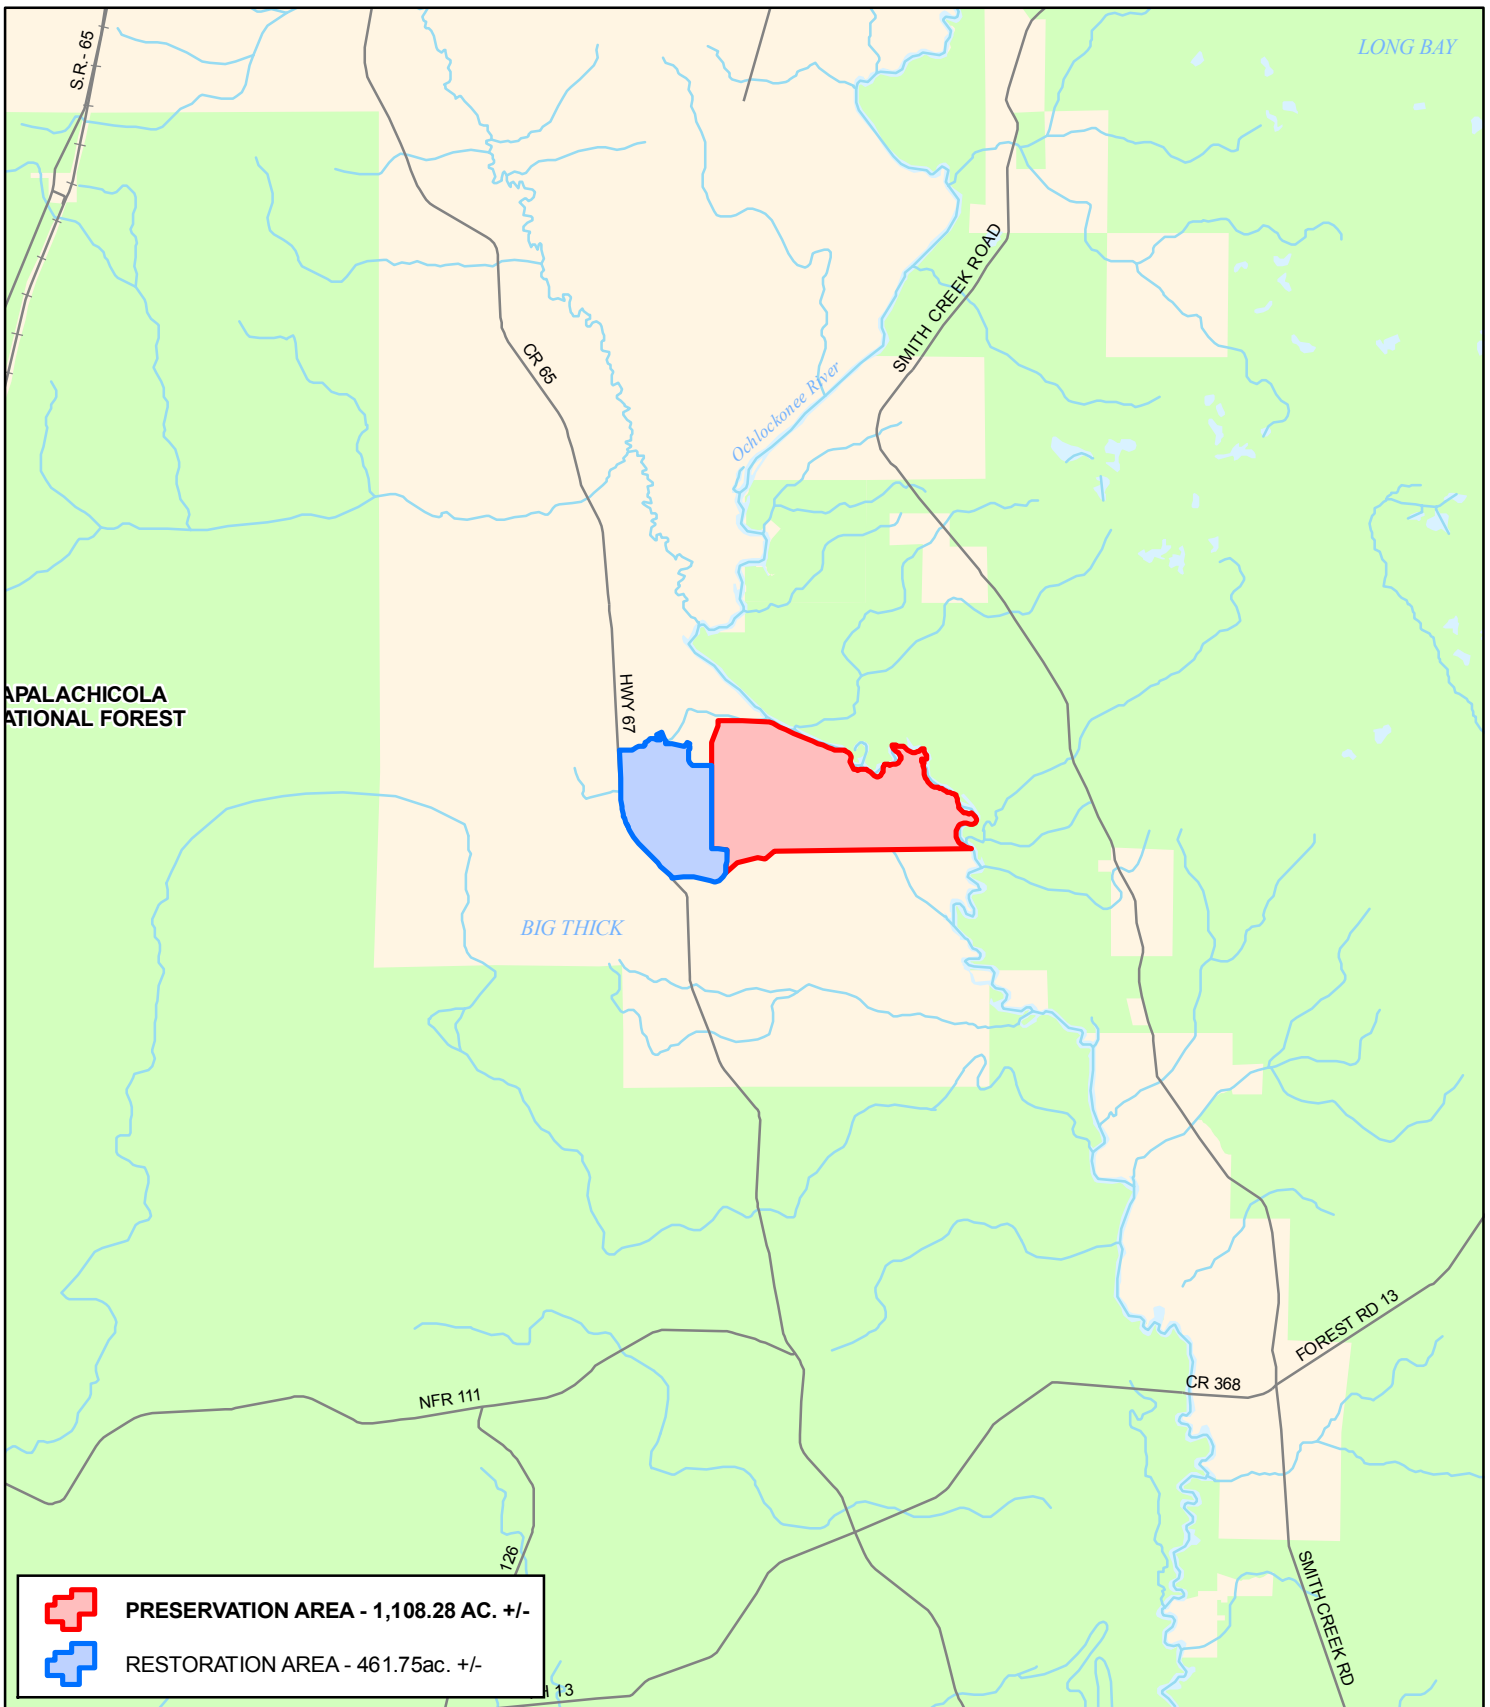 LONG BAY
S.R.- 65
SMITH CREEK ROAD
CR 65
Ochlockonee River
APALACHICOLA
ATIONAL FOREST
HWY 67
BIG THICK
FOREST RD 13
CR 368
NFR 111
126
SMITH CREEK RD
PRESERVATION AREA - 1,108.28 AC. +/-
RESTORATION AREA - 461.75ac. +/-
H 13